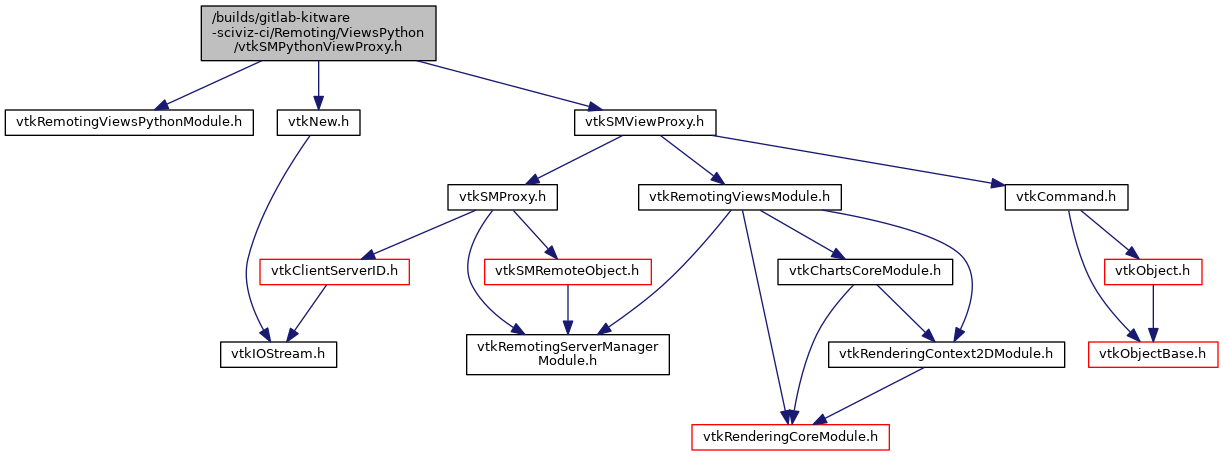 /builds/gitlab-kitware
-sciviz-ci/Remoting/ViewsPython
/vtkSMPythonViewProxy.h
vtkRemotingViewsPythonModule.h
vtkNew.h
vtkSMViewProxy.h
vtkSMProxy.h
vtkRemotingViewsModule.h
vtkCommand.h
vtkClientServerID.h
vtkSMRemoteObject.h
vtkChartsCoreModule.h
vtkObject.h
vtkIOStream.h
vtkRemotingServerManager
Module.h
vtkRenderingContext2DModule.h
vtkObjectBase.h
vtkRenderingCoreModule.h